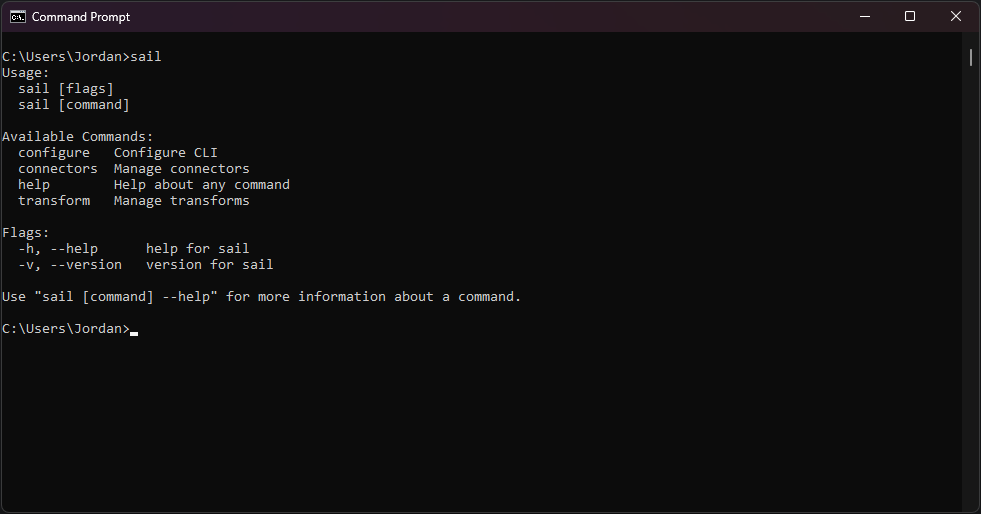 Command Prompt
C:\Users\Jordan>sail
Usage:
  sail [flags]
  sail [command]

Available Commands:
  configure   Configure CLI
  connectors  Manage connectors
  help        Help about any command
  transform   Manage transforms

Flags:
  -h, --help      help for sail
  -v, --version   version for sail

Use "sail [command] --help" for more information about a command.

C:\Users\Jordan>